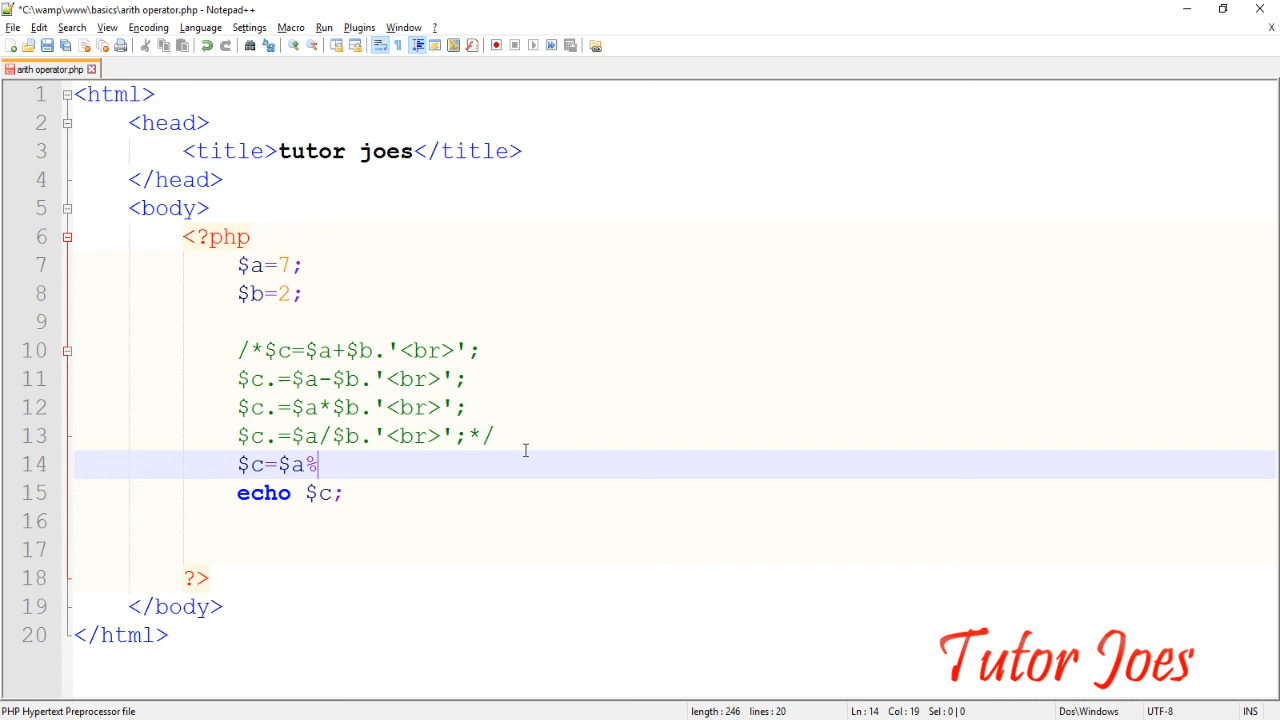 *C:\wamp\www\basics\arith operator.php - Notepad++
File Edit Search View Encoding Language Settings Macro Run Plugins Window ?
X
arith operator.php
1 <html>
2 <head>
3 <title>tutor joes</title>
4 </head>
5 <body>
6 <?php
7 $a=7;
8 $b=2;
9
10 /*$c=$a+$b.'<br>';
11 $c.=$a-$b.'<br>';
12 $c.=$a*$b.'<br>';
13 $c.=$a/$b.'<br>';*/
14 $c=$a%
15 echo $c;
16
17
18 ?>
19 </body>
20 </html>
Tutor Joes
PHP Hypertext Preprocessor file length : 246 lines : 20 Ln : 14 Col : 19 Sel : 0 | 0 Dos\Windows UTF-8 INS